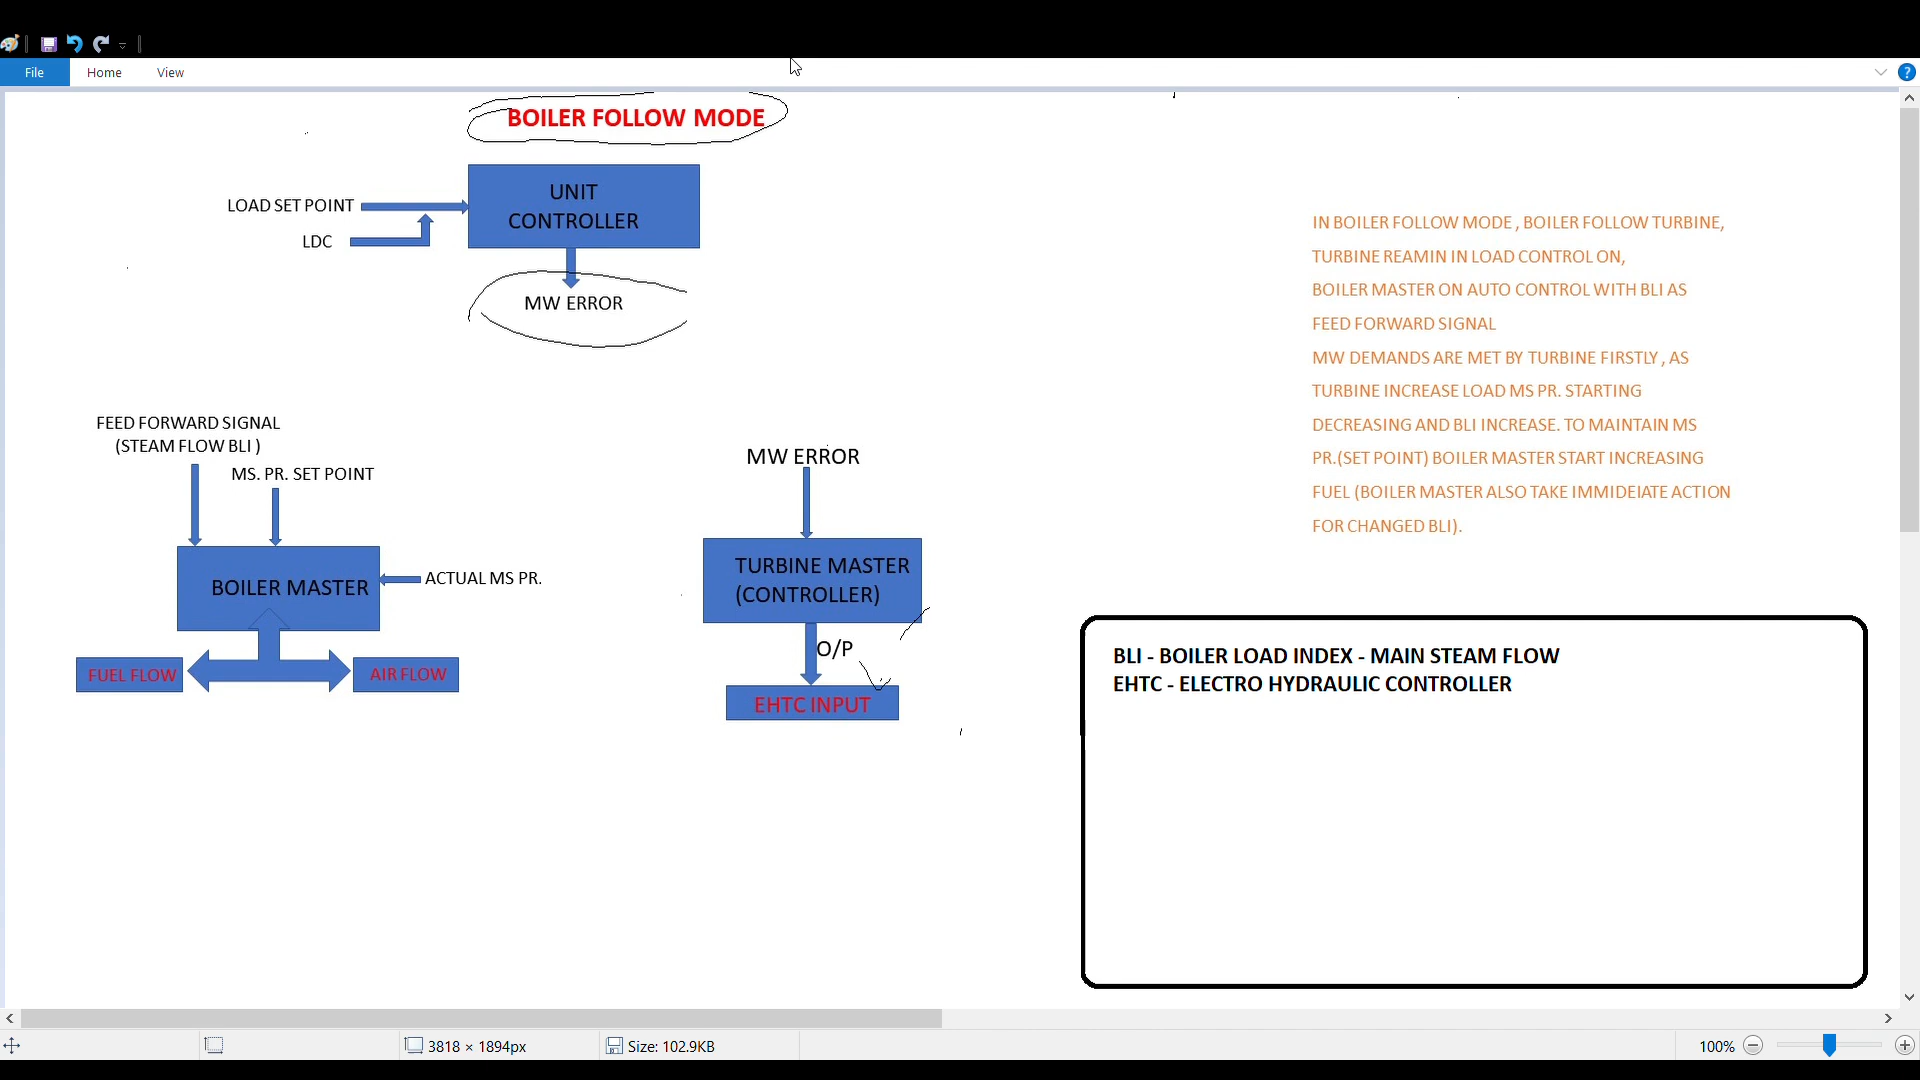 File
Home
View
BOILER FOLLOW MODE
UNIT
CONTROLLER
LOAD SET POINT
LDC
MW ERROR
FEED FORWARD SIGNAL
(STEAM FLOW BLI )
MS. PR. SET POINT
BOILER MASTER
ACTUAL MS PR.
FUEL FLOW
AIR FLOW
MW ERROR
TURBINE MASTER
(CONTROLLER)
O/P
EHTC INPUT
IN BOILER FOLLOW MODE , BOILER FOLLOW TURBINE,
TURBINE REAMIN IN LOAD CONTROL ON,
BOILER MASTER ON AUTO CONTROL WITH BLI AS
FEED FORWARD SIGNAL
MW DEMANDS ARE MET BY TURBINE FIRSTLY , AS
TURBINE INCREASE LOAD MS PR. STARTING
DECREASING AND BLI INCREASE. TO MAINTAIN MS
PR.(SET POINT) BOILER MASTER START INCREASING
FUEL (BOILER MASTER ALSO TAKE IMMIDEIATE ACTION
FOR CHANGED BLI).
BLI - BOILER LOAD INDEX - MAIN STEAM FLOW
EHTC - ELECTRO HYDRAULIC CONTROLLER
3818 × 1894px
Size: 102.9KB
100%